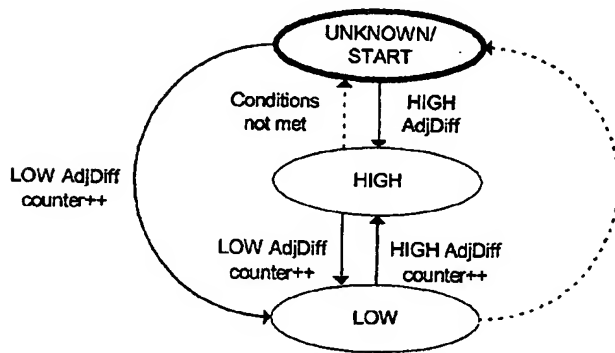 UNKNOWN/
START
Conditions
not met
HIGH
AdjDiff
LOW AdjDiff
counter++
HIGH
LOW AdjDiff
counter++
HIGH AdjDiff
counter++
LOW